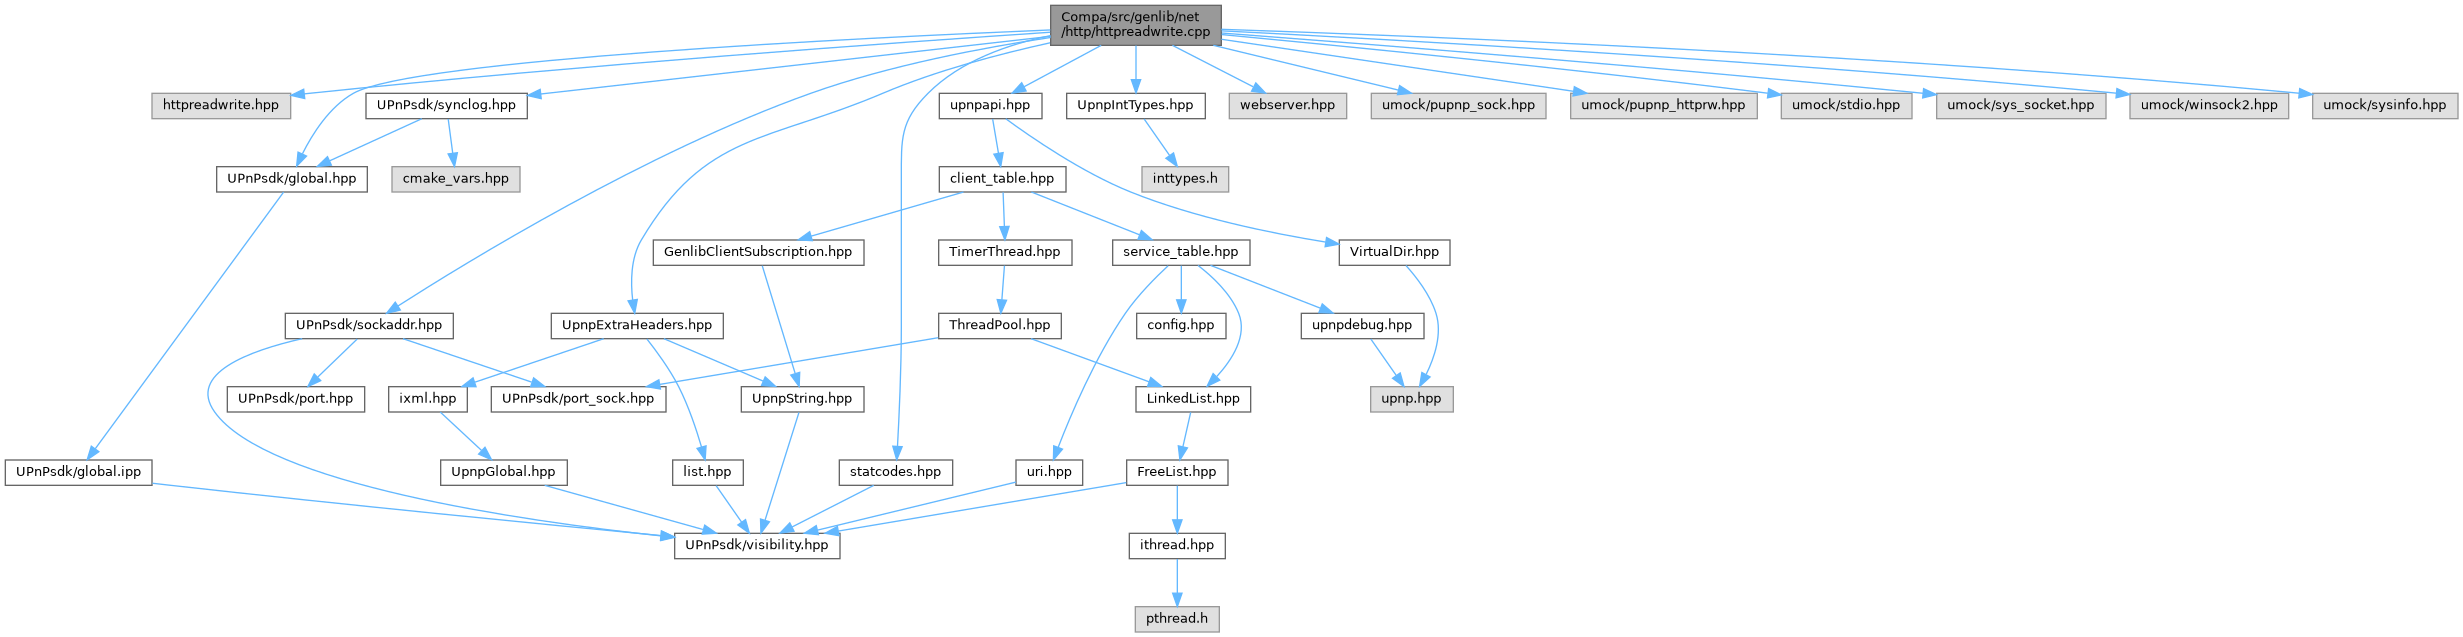 Compa/src/genlib/net
/http/httpreadwrite.cpp
httpreadwrite.hpp
UPnPsdk/synclog.hpp
upnpapi.hpp
UpnpIntTypes.hpp
webserver.hpp
umock/pupnp_sock.hpp
umock/pupnp_httprw.hpp
umock/stdio.hpp
umock/sys_socket.hpp
umock/winsock2.hpp
umock/sysinfo.hpp
UPnPsdk/global.hpp
cmake_vars.hpp
client_table.hpp
inttypes.h
GenlibClientSubscription.hpp
TimerThread.hpp
service_table.hpp
VirtualDir.hpp
UPnPsdk/sockaddr.hpp
UpnpExtraHeaders.hpp
ThreadPool.hpp
config.hpp
upnpdebug.hpp
UPnPsdk/port.hpp
ixml.hpp
UPnPsdk/port_sock.hpp
UpnpString.hpp
LinkedList.hpp
upnp.hpp
UPnPsdk/global.ipp
UpnpGlobal.hpp
list.hpp
statcodes.hpp
uri.hpp
FreeList.hpp
UPnPsdk/visibility.hpp
ithread.hpp
pthread.h